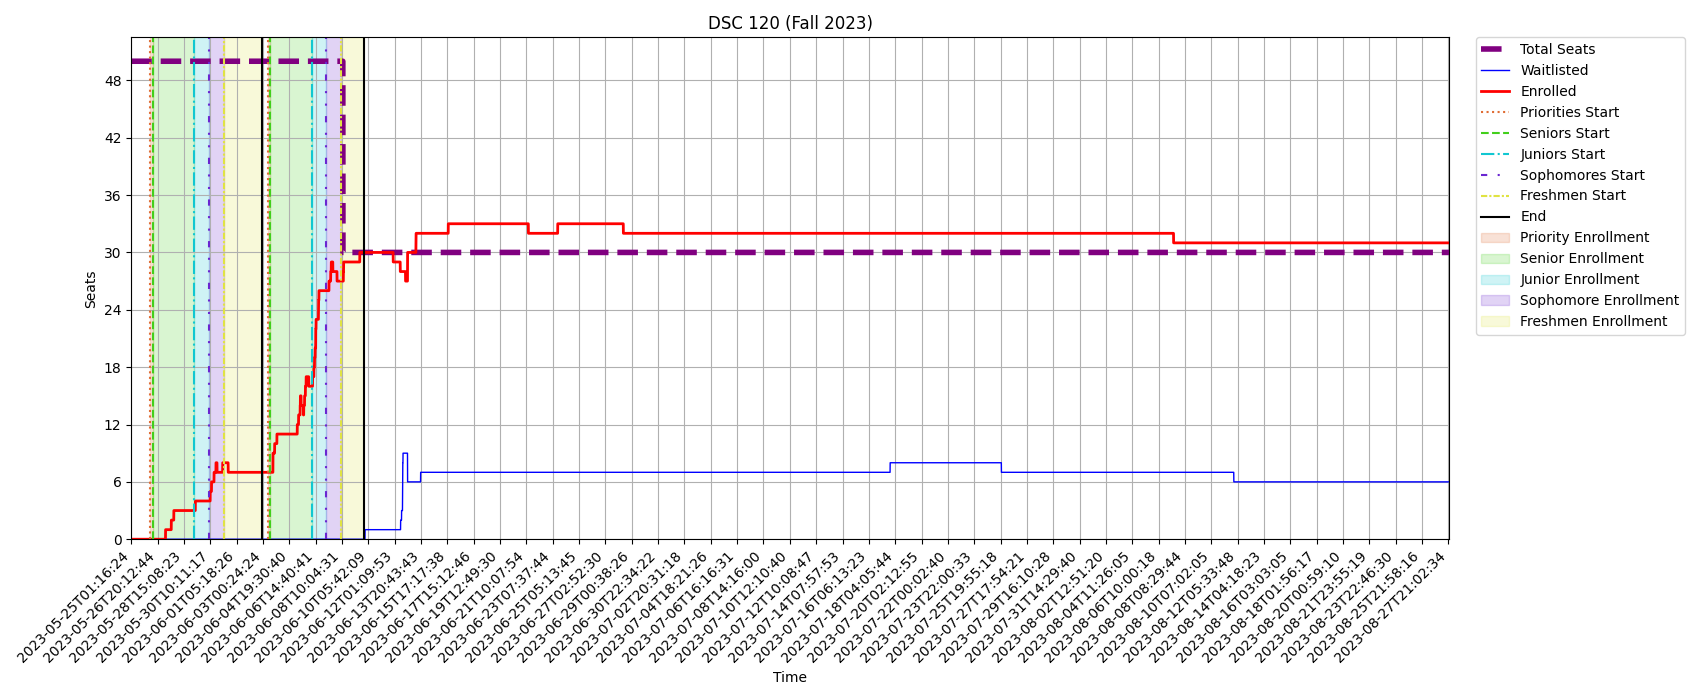 DSC 120 (Fall 2023)
Seats
48
42
36
30
24
18
12
6
0
2023-05-25T01:16:24
2023-05-26T20:12:44
2023-05-28T15:08:23
2023-05-30T10:11:17
2023-06-01T05:18:26
2023-06-03T00:24:24
2023-06-04T19:30:40
2023-06-06T14:40:41
2023-06-08T10:04:31
2023-06-10T05:42:09
2023-06-12T01:09:53
2023-06-13T20:43:43
2023-06-15T17:17:38
2023-06-17T15:12:46
2023-06-19T12:49:30
2023-06-21T10:07:54
2023-06-23T07:37:44
2023-06-25T05:13:45
2023-06-27T02:52:30
2023-06-29T00:38:26
2023-06-30T22:34:22
2023-07-02T20:31:18
2023-07-04T18:21:26
2023-07-06T16:16:31
2023-07-08T14:16:00
2023-07-10T12:10:40
2023-07-12T10:08:47
2023-07-14T07:57:53
2023-07-16T06:13:23
2023-07-18T04:05:44
2023-07-20T02:12:55
2023-07-22T00:02:40
2023-07-23T22:00:33
2023-07-25T19:55:18
2023-07-27T17:54:21
2023-07-29T16:10:28
2023-07-31T14:29:40
2023-08-02T12:51:20
2023-08-04T11:26:05
2023-08-06T10:00:18
2023-08-08T08:29:44
2023-08-10T07:02:05
2023-08-12T05:33:48
2023-08-14T04:18:23
2023-08-16T03:03:05
2023-08-18T01:56:17
2023-08-20T00:59:10
2023-08-21T23:55:19
2023-08-23T22:46:30
2023-08-25T21:58:16
2023-08-27T21:02:34
Time
Total Seats
Waitlisted
Enrolled
Priorities Start
Seniors Start
Juniors Start
Sophomores Start
Freshmen Start
End
Priority Enrollment
Senior Enrollment
Junior Enrollment
Sophomore Enrollment
Freshmen Enrollment